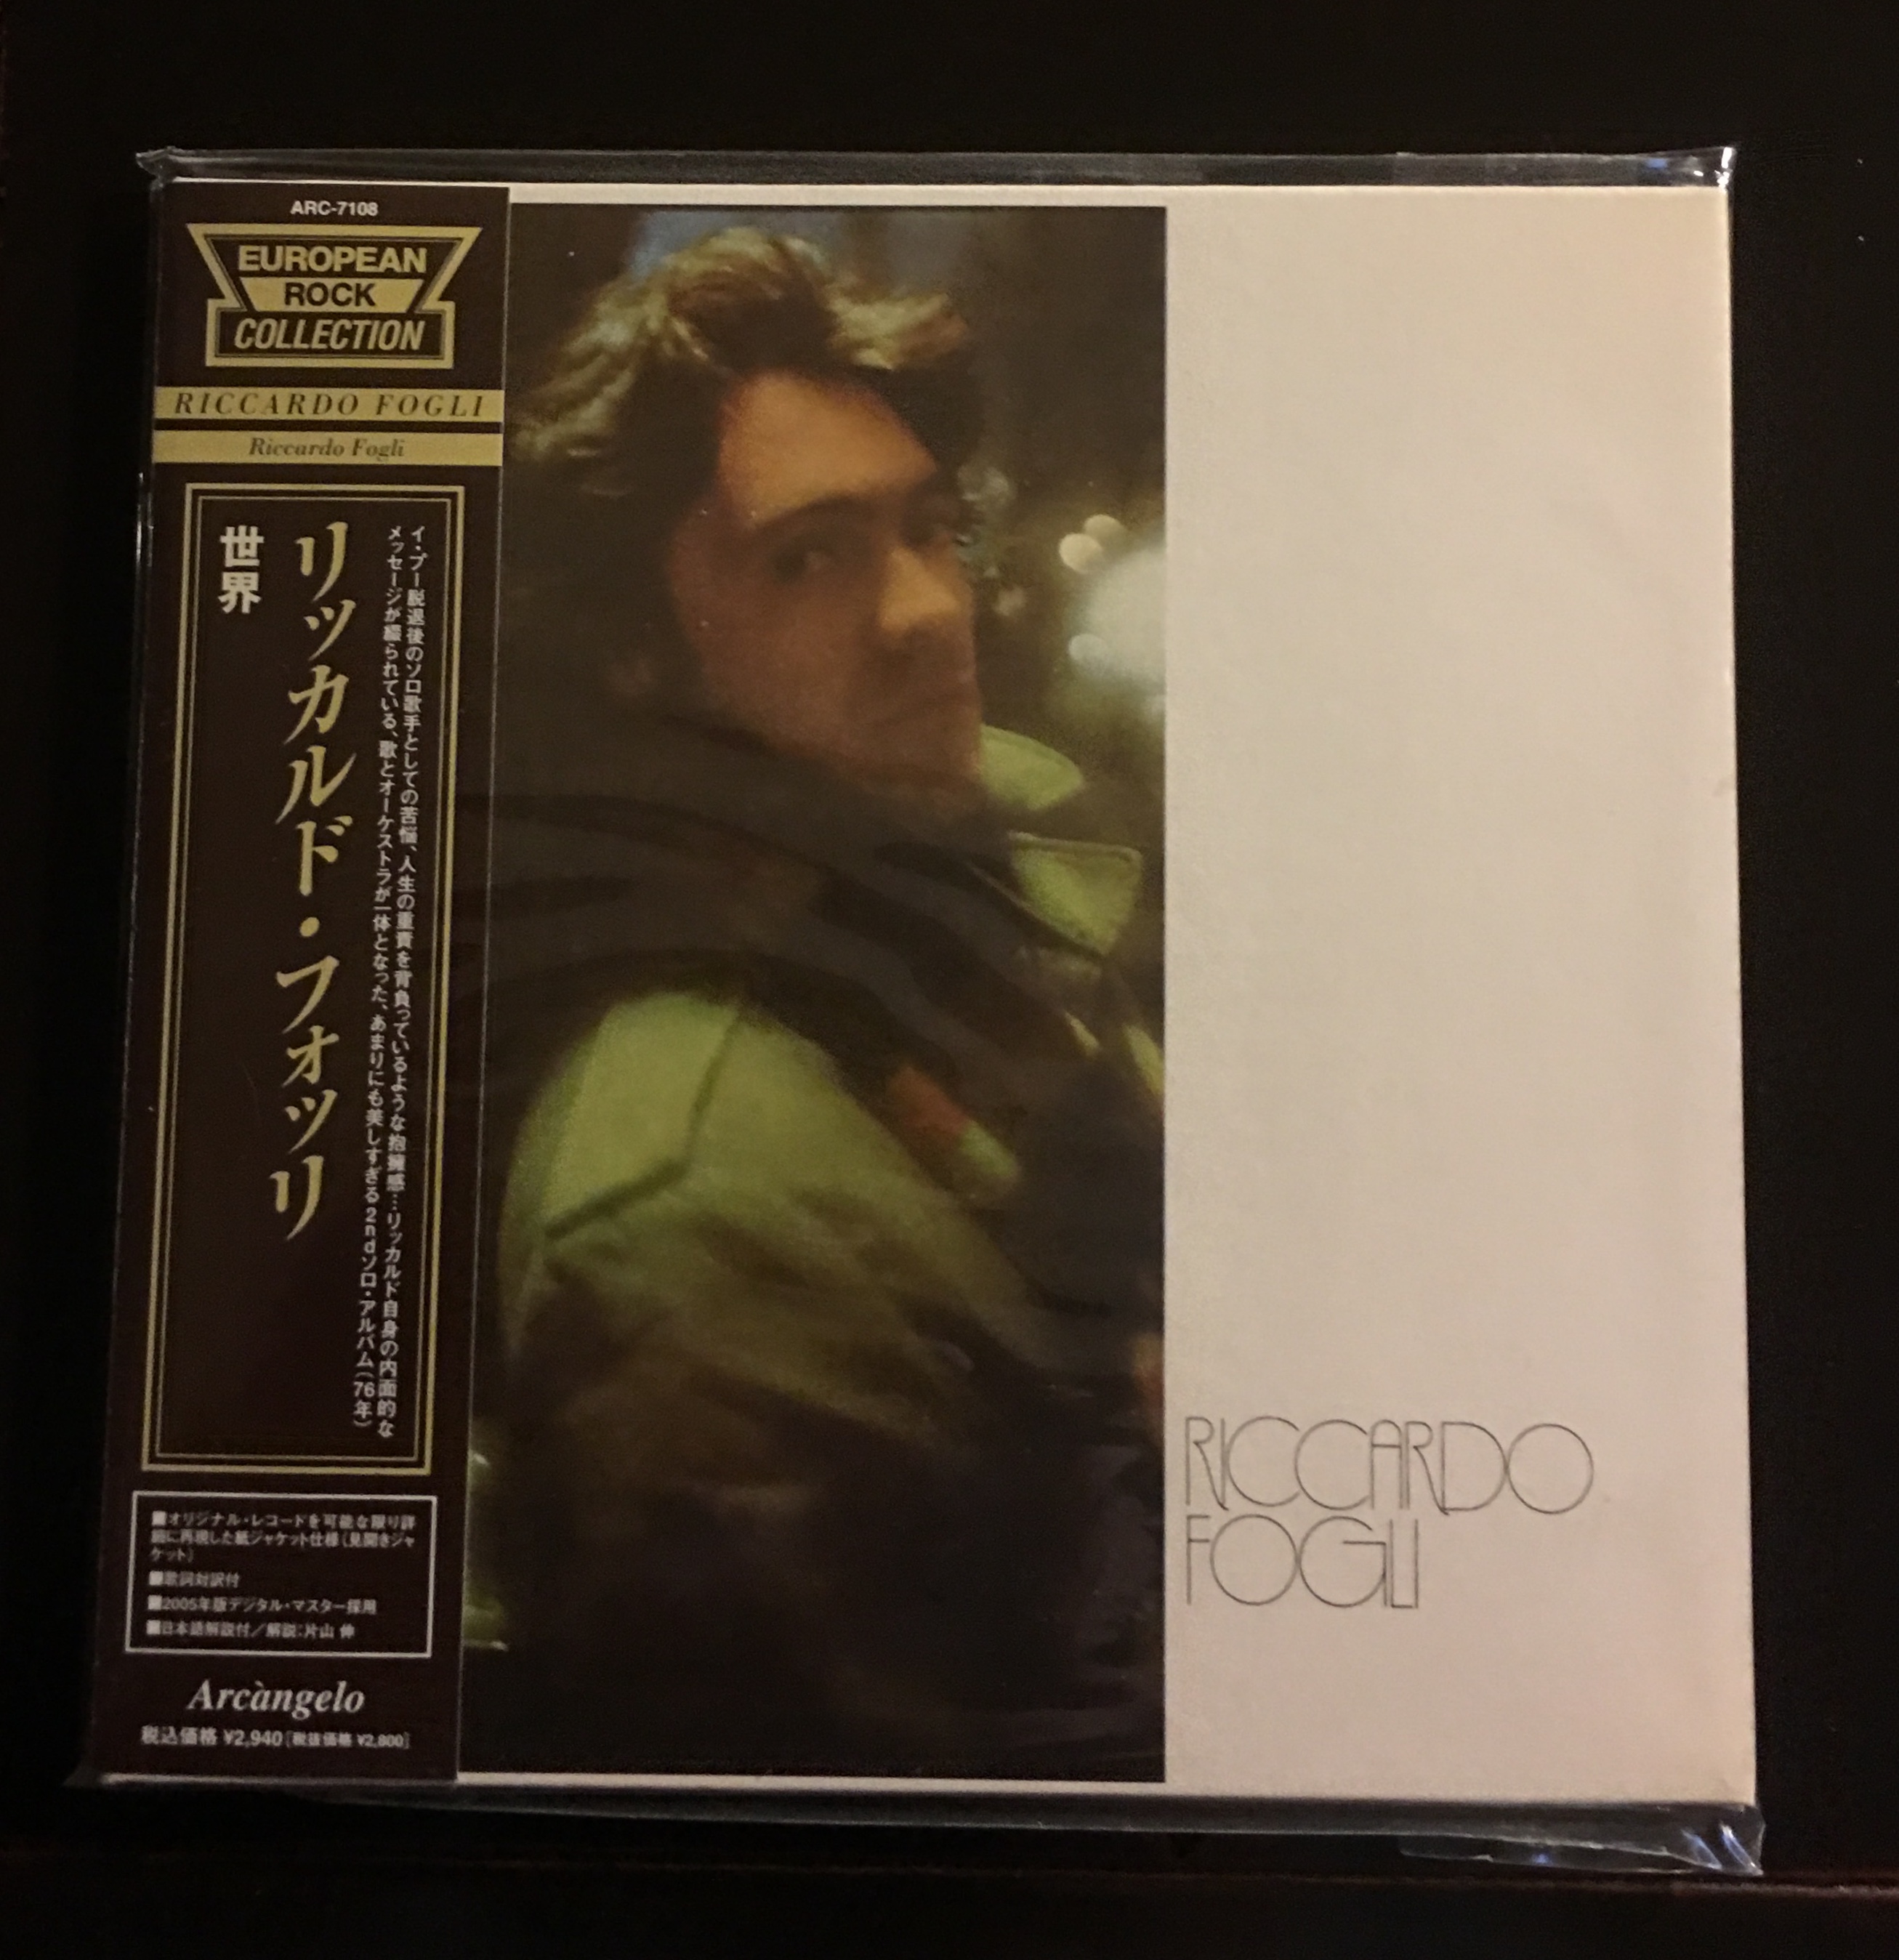 ARC-7108
EUROPEAN
ROCK
COLLECTION
RICCARDO FOGLI
Riccardo Fogli
イ・プー脱退後のソロ歌手としての苦悩、人生の重責を背負っているような抱擁感…リッカルド自身の内面的な
メッセージが綴られている、歌とオーケストラが一体となった、あまりにも美しすぎる2ndソロ・アルバム（76年）
リッカルド・フォッリ
世界
■オリジナル・レコードを可能な限り詳
細に再現した紙ジャケット仕様（見開きジャ
ケット）
■歌詞対訳付
■2005年版デジタル・マスター採用
■日本語解説付／解説：片山 伸
Arcàngelo
税込価格 ¥2,940［税抜価格 ¥2,800］
RICCARDO
FOGLI